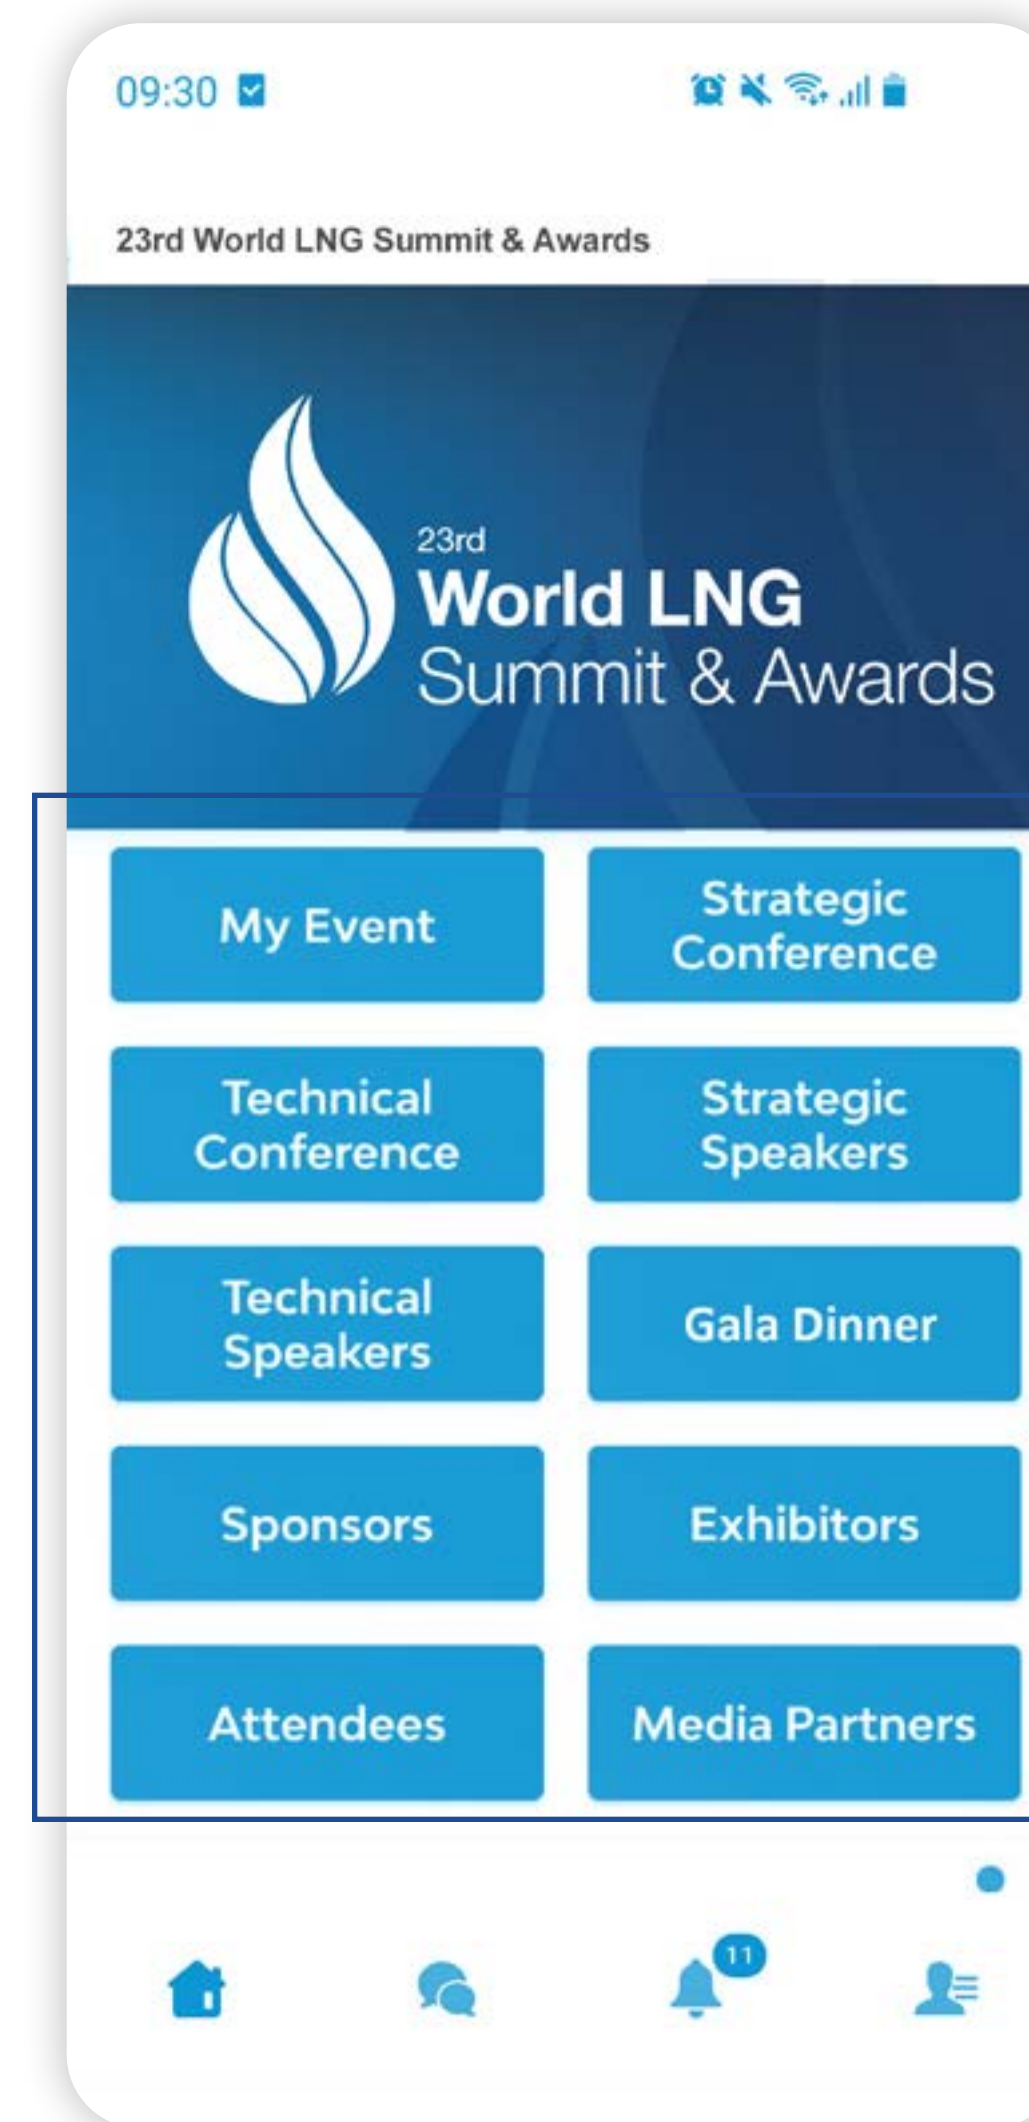 09:30
23rd World LNG Summit & Awards
23rd
World LNG
Summit & Awards
My Event
Strategic
Conference
Technical
Conference
Strategic
Speakers
Technical
Speakers
Gala Dinner
Sponsors
Exhibitors
Attendees
Media Partners
11